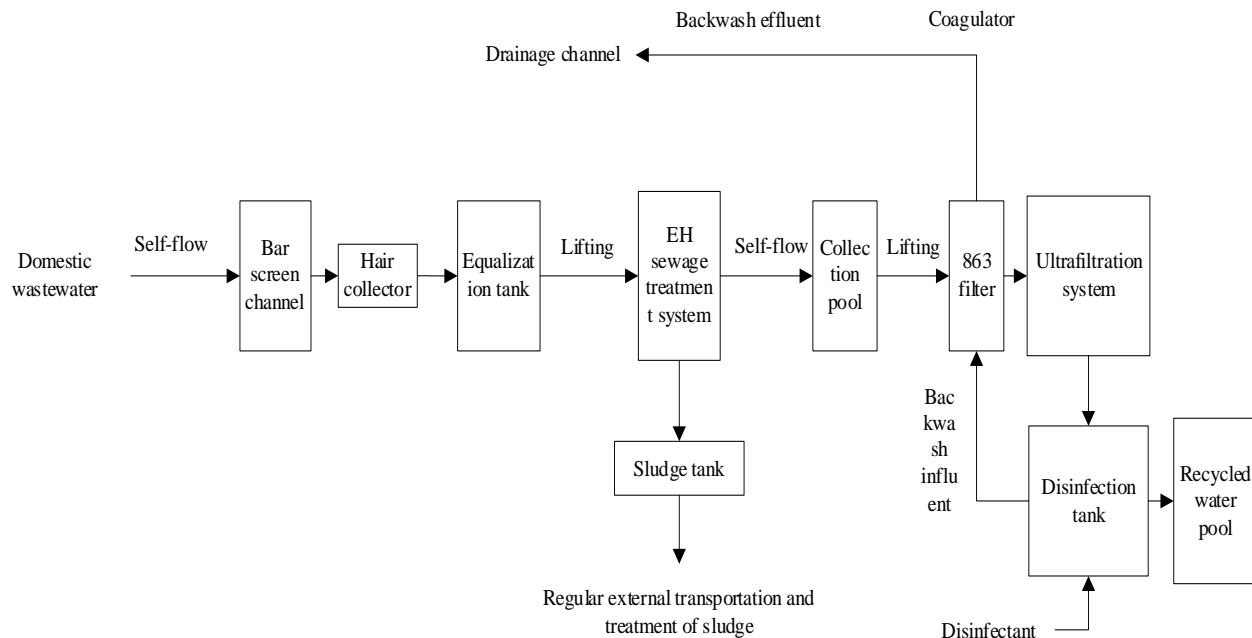 Backwash effluent
Coagulator
Drainage channel
Self-flow
Domestic
wastewater
Bar
screen
channel
Hair
collector
Equalizat
ion tank
Lifting
EH
sewage
treatmen
t system
Self-flow
Collec
tion
pool
Lifting
863
filter
Ultrafiltration
system
Bac
kwa
sh
influ
ent
Sludge tank
Disinfection
tank
Recycled
water
pool
Regular external transportation and
treatment of sludge
Disinfectant